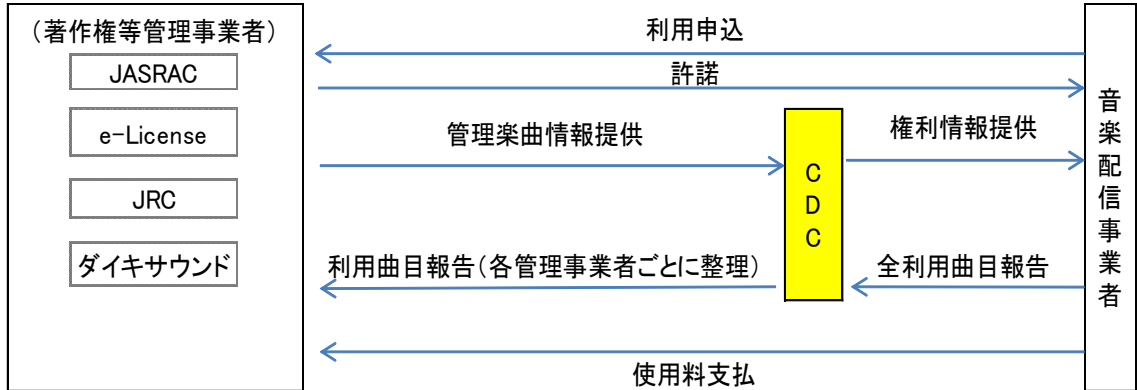 （著作権等管理事業者）
JASRAC
e-License
JRC
ダイキサウンド
利用申込
許諾
管理楽曲情報提供
権利情報提供
CDC
利用曲目報告（各管理事業者ごとに整理）
全利用曲目報告
使用料支払
音楽配信事業者